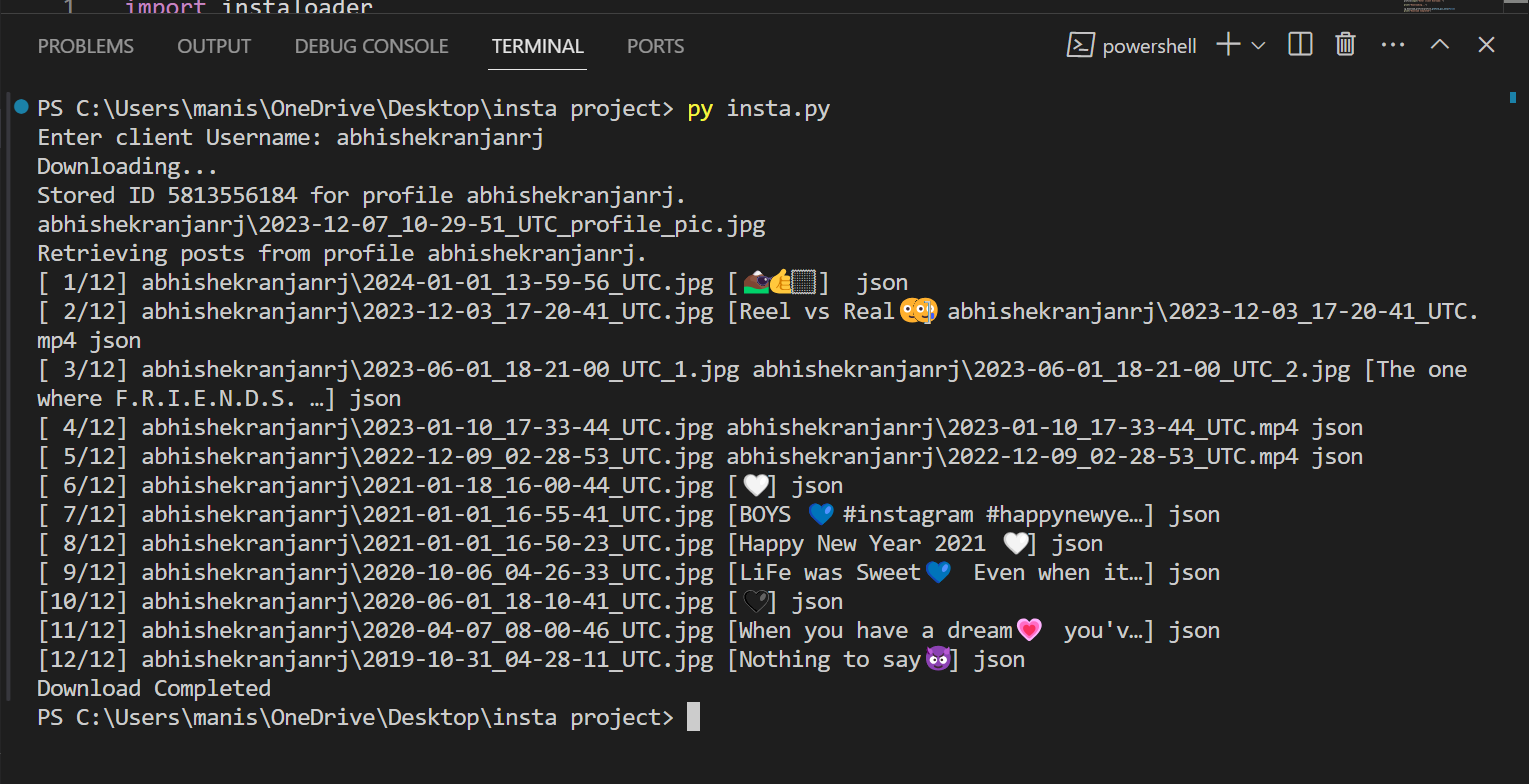 1 import instaloader
PROBLEMS OUTPUT DEBUG CONSOLE TERMINAL PORTS powershell
PS C:\Users\manis\OneDrive\Desktop\insta project> py insta.py
Enter client Username: abhishekranjanrj
Downloading...
Stored ID 5813556184 for profile abhishekranjanrj.
abhishekranjanrj\2023-12-07_10-29-51_UTC_profile_pic.jpg
Retrieving posts from profile abhishekranjanrj.
[ 1/12] abhishekranjanrj\2024-01-01_13-59-56_UTC.jpg [] json
[ 2/12] abhishekranjanrj\2023-12-03_17-20-41_UTC.jpg [Reel vs Real] abhishekranjanrj\2023-12-03_17-20-41_UTC.
mp4 json
[ 3/12] abhishekranjanrj\2023-06-01_18-21-00_UTC_1.jpg abhishekranjanrj\2023-06-01_18-21-00_UTC_2.jpg [The one
where F.R.I.E.N.D.S. …] json
[ 4/12] abhishekranjanrj\2023-01-10_17-33-44_UTC.jpg abhishekranjanrj\2023-01-10_17-33-44_UTC.mp4 json
[ 5/12] abhishekranjanrj\2022-12-09_02-28-53_UTC.jpg abhishekranjanrj\2022-12-09_02-28-53_UTC.mp4 json
[ 6/12] abhishekranjanrj\2021-01-18_16-00-44_UTC.jpg [🤍] json
[ 7/12] abhishekranjanrj\2021-01-01_16-55-41_UTC.jpg [BOYS 💙 #instagram #happynewye…] json
[ 8/12] abhishekranjanrj\2021-01-01_16-50-23_UTC.jpg [Happy New Year 2021 🤍] json
[ 9/12] abhishekranjanrj\2020-10-06_04-26-33_UTC.jpg [LiFe was Sweet💙 Even when it…] json
[10/12] abhishekranjanrj\2020-06-01_18-10-41_UTC.jpg [🖤] json
[11/12] abhishekranjanrj\2020-04-07_08-00-46_UTC.jpg [When you have a dream💗 you'v…] json
[12/12] abhishekranjanrj\2019-10-31_04-28-11_UTC.jpg [Nothing to say😈] json
Download Completed
PS C:\Users\manis\OneDrive\Desktop\insta project>